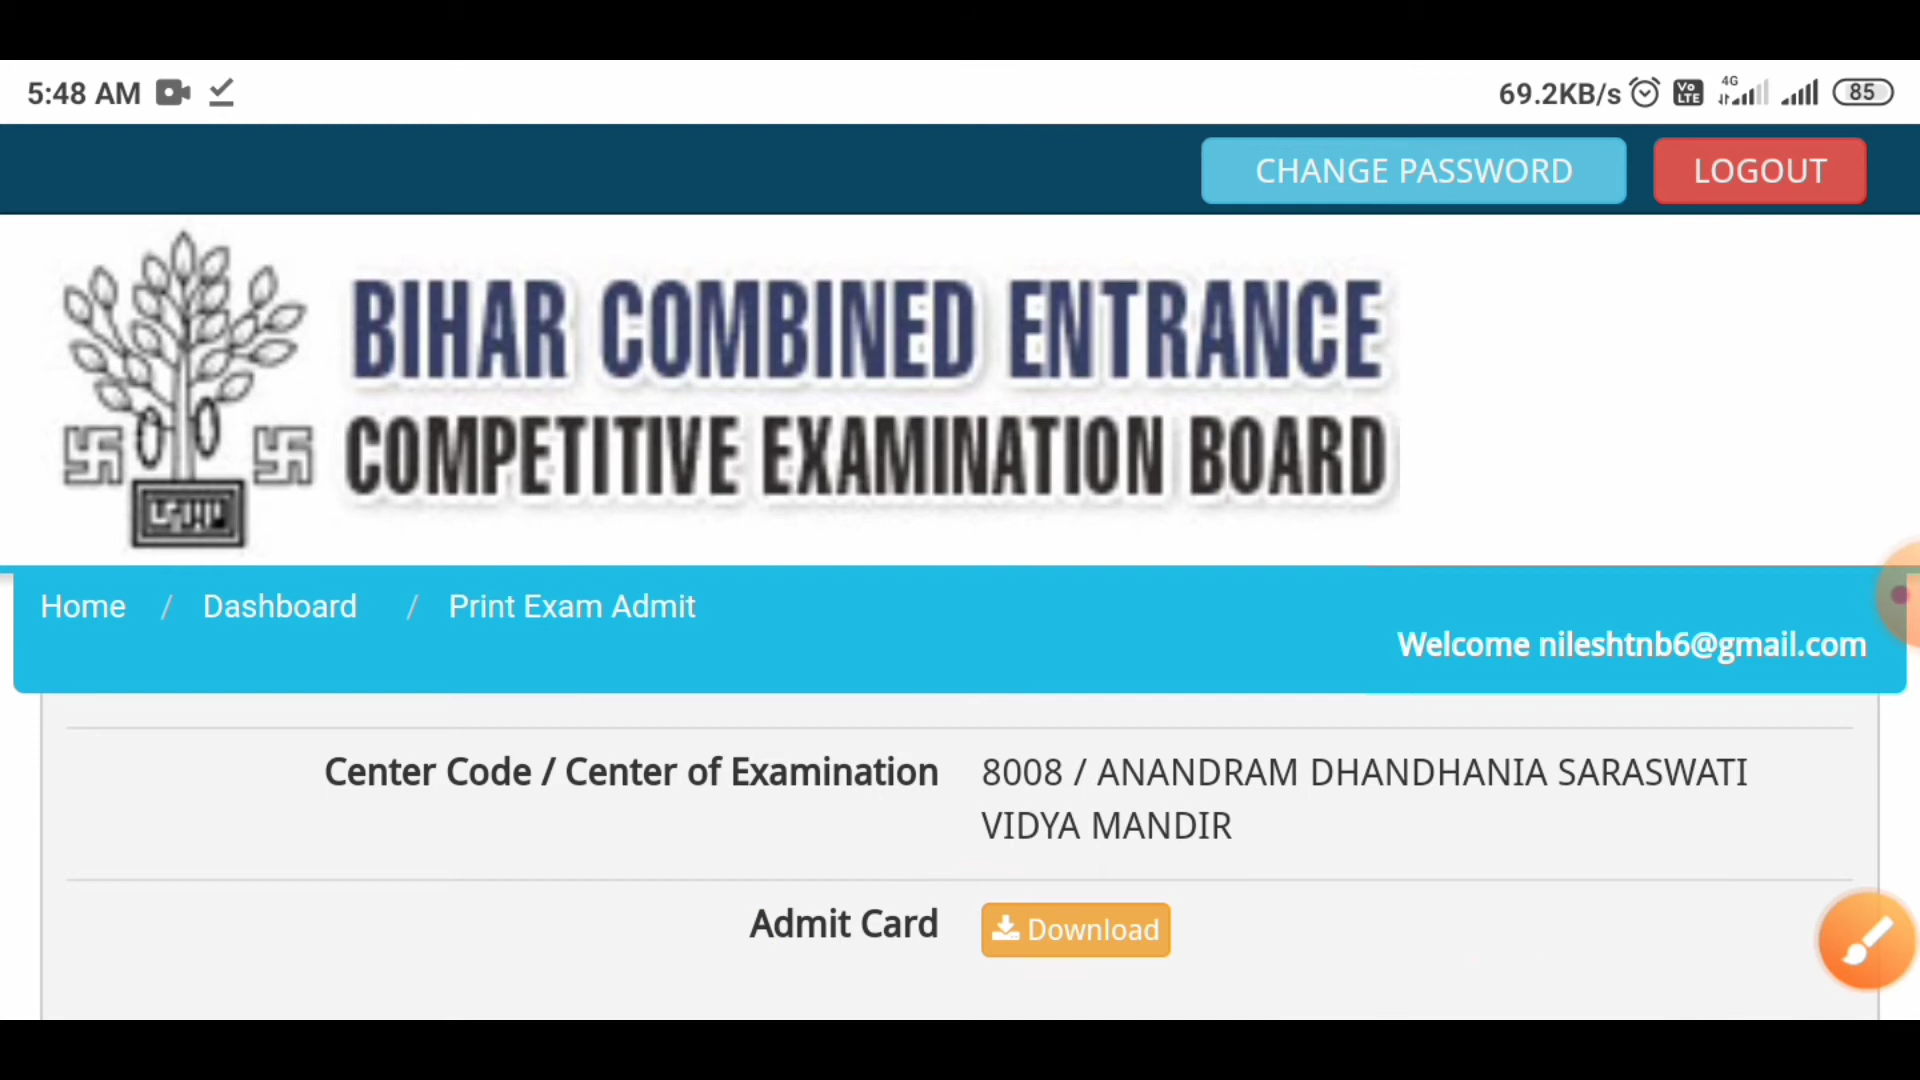 5:48 AM
69.2KB/s
Vo LTE
4G
85
CHANGE PASSWORD
LOGOUT
BIHAR COMBINED ENTRANCE
COMPETITIVE EXAMINATION BOARD
Home / Dashboard / Print Exam Admit
Welcome nileshtnb6@gmail.com
Center Code / Center of Examination
8008 / ANANDRAM DHANDHANIA SARASWATI
VIDYA MANDIR
Admit Card
Download